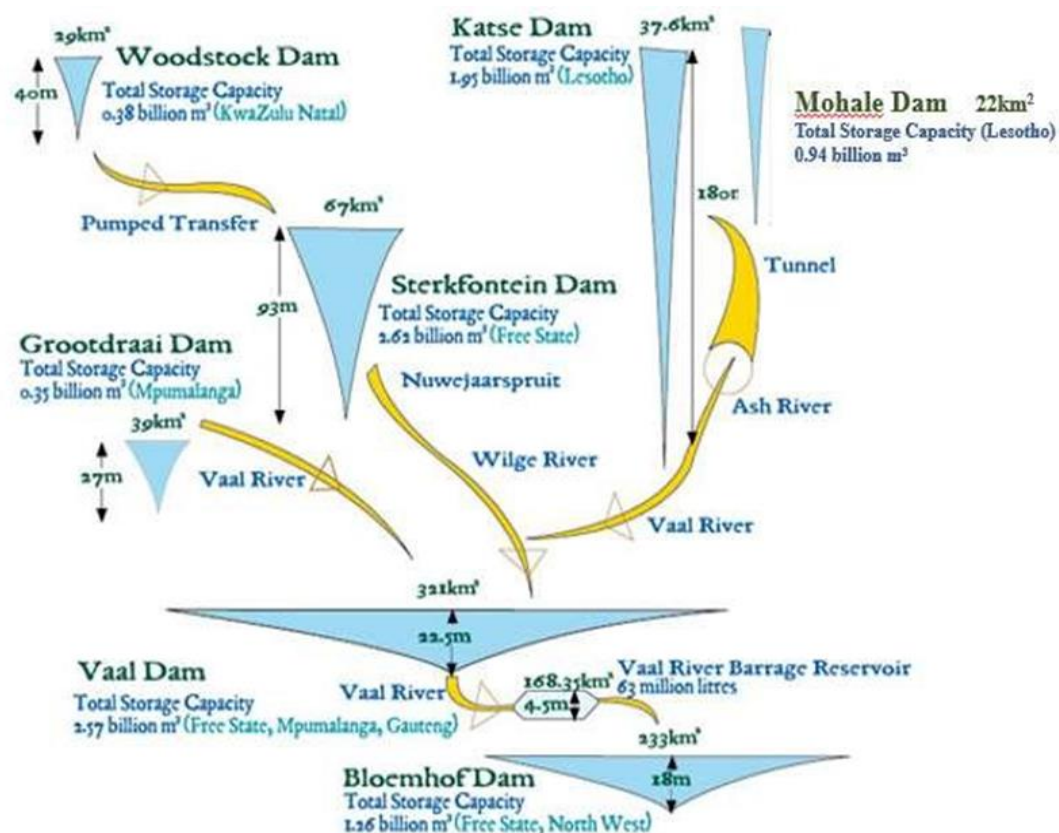 29km²
Woodstock Dam
40m
Total Storage Capacity
0.38 billion m³ (KwaZulu Natal)
Pumped Transfer
Katse Dam
37.6km²
Total Storage Capacity
1.95 billion m³ (Lesotho)
180r
Mohale Dam 22km²
Total Storage Capacity (Lesotho)
0.94 billion m³
Tunnel
67km²
93m
Sterkfontein Dam
Total Storage Capacity
2.62 billion m³ (Free State)
Grootdraai Dam
Total Storage Capacity
0.35 billion m³ (Mpumalanga)
39km²
27m
Nuwejaarspruit
Ash River
Wilge River
Vaal River
Vaal River
321km²
22.5m
Vaal Dam
Total Storage Capacity
2.57 billion m³ (Free State, Mpumalanga, Gauteng)
Vaal River
168.35km²
4.5m
Vaal River Barrage Reservoir
63 million litres
233km²
18m
Bloemhof Dam
Total Storage Capacity
1.26 billion m³ (Free State, North West)